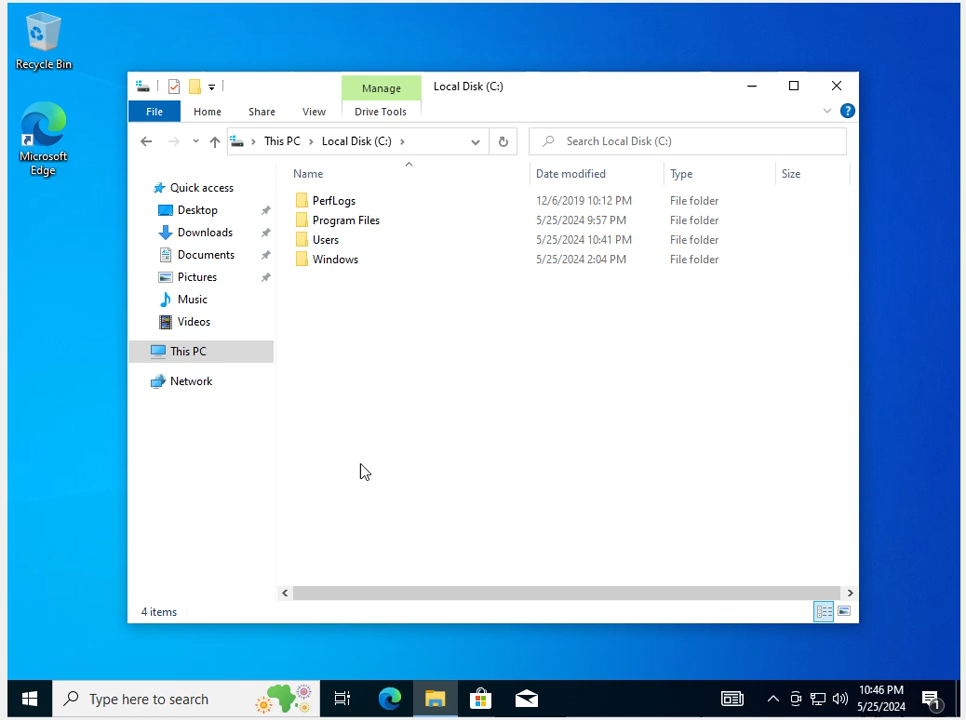 Recycle Bin
Microsoft
Edge
Manage
Local Disk (C:)
File
Home
Share
View
Drive Tools
This PC
Local Disk (C:)
Search Local Disk (C:)
Name
Date modified
Type
Size
Quick access
Desktop
Downloads
Documents
Pictures
Music
Videos
This PC
Network
PerfLogs 12/6/2019 10:12 PM File folder
Program Files 5/25/2024 9:57 PM File folder
Users 5/25/2024 10:41 PM File folder
Windows 5/25/2024 2:04 PM File folder
4 items
Type here to search
10:46 PM
5/25/2024
1